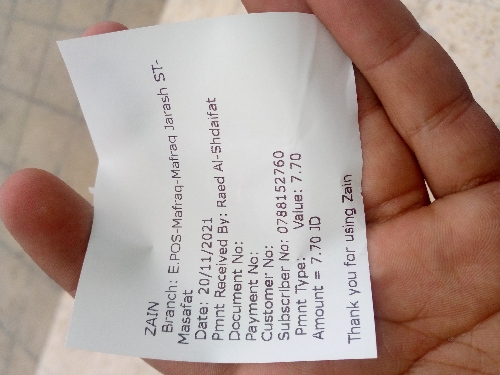 ZAIN
Branch: E.POS-Mafraq-Mafraq Jarash ST-
Masafat
Date: 20/11/2021
Pmnt Received By: Raed Al-Shdaifat
Document No:
Payment No:
Customer No:
Subscriber No: 0788152760
Pmnt Type: Value: 7.70
Amount = 7.70 JD
Thank you for using Zain